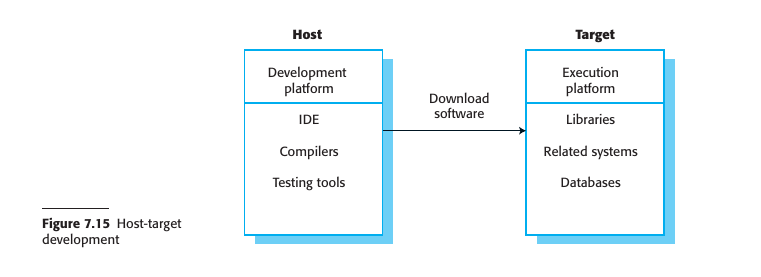 Host
Target
Development
platform
IDE
Compilers
Testing tools
Download
software
Execution
platform
Libraries
Related systems
Databases
Figure 7.15 Host-target
development